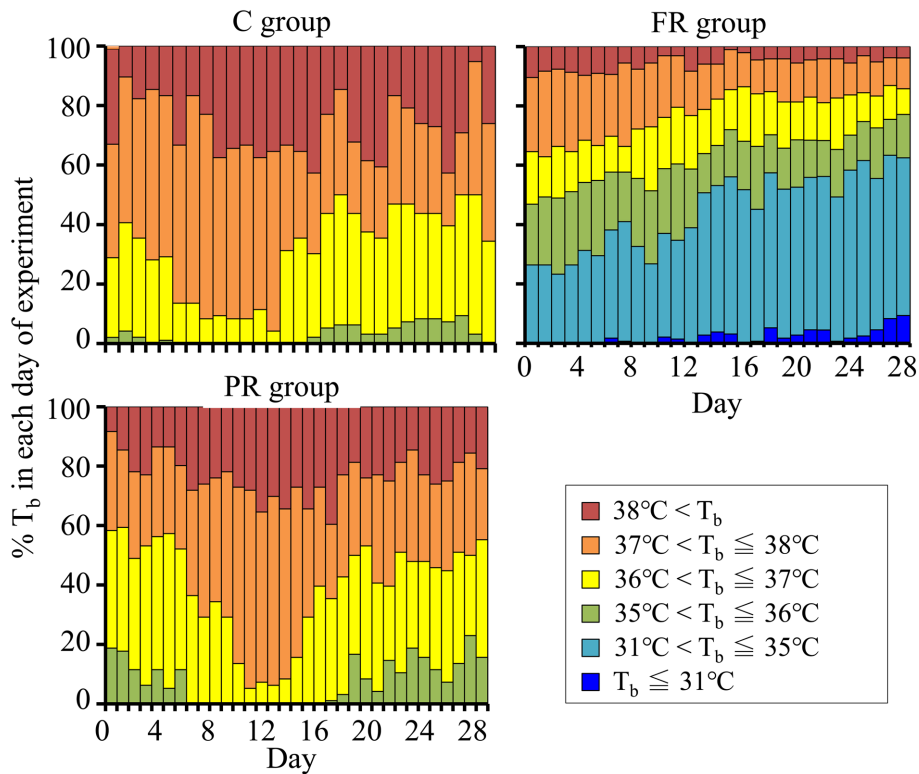 C group
100
80
60
40
20
0
% T_b in each day of experiment
FR group
0 4 8 12 16 20 24 28
Day
PR group
100
80
60
40
20
0
0 4 8 12 16 20 24 28
Day
38℃ < T_b
37℃ < T_b ≦ 38℃
36℃ < T_b ≦ 37℃
35℃ < T_b ≦ 36℃
31℃ < T_b ≦ 35℃
T_b ≦ 31℃